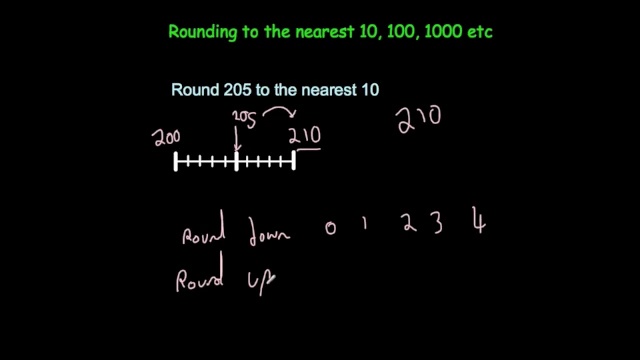 Rounding to the nearest 10, 100, 1000 etc
Round 205 to the nearest 10
205
200 210 210
Round down 0 1 2 3 4
Round up